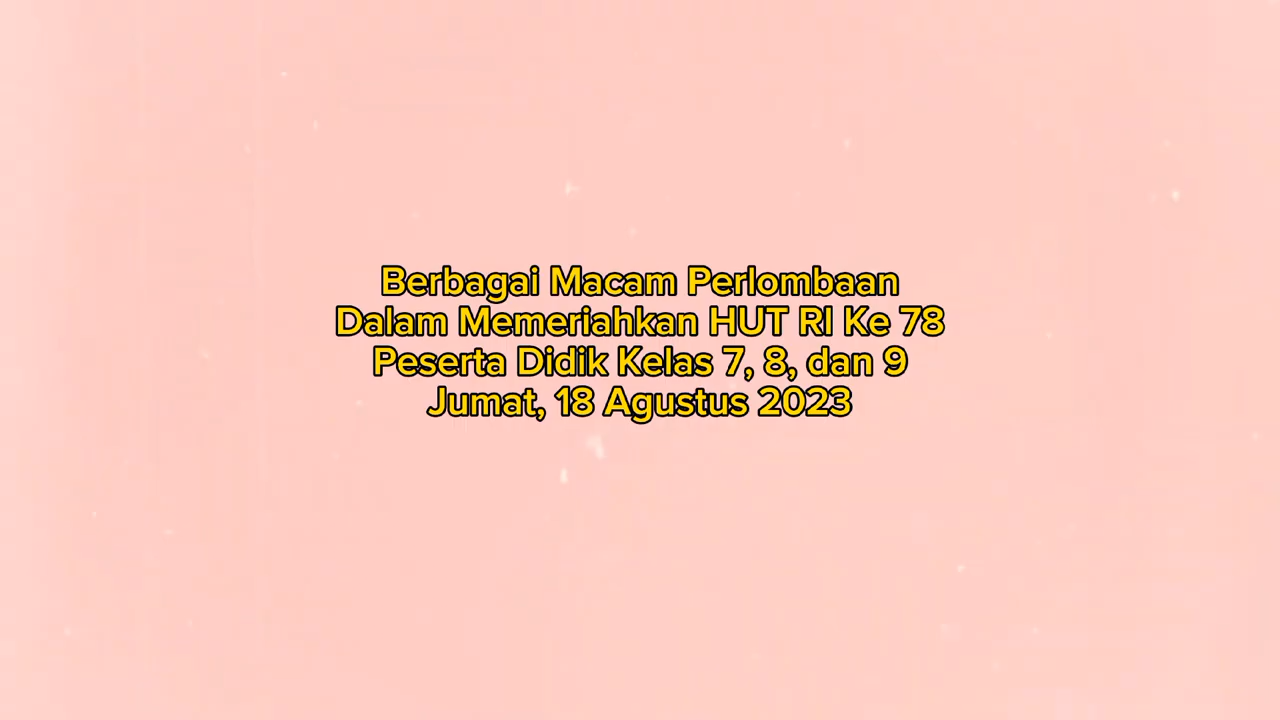 Berbagai Macam Perlombaan
Dalam Memeriahkan HUT RI Ke 78
Peserta Didik Kelas 7, 8, dan 9
Jumat, 18 Agustus 2023